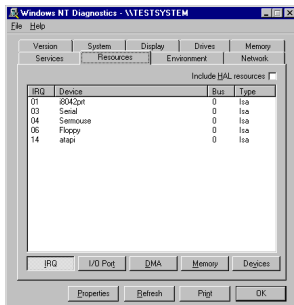 Windows NT Diagnostics - \\TESTSYSTEM
File Help
Version System Display Drives Memory
Services Resources Environment Network
Include HAL resources
IRQ Device Bus Type
01 i8042prt 0 Isa
03 Serial 0 Isa
04 Sermouse 0 Isa
06 Floppy 0 Isa
14 atapi 0 Isa
IRQ I/O Port DMA Memory Devices
Properties Refresh Print OK